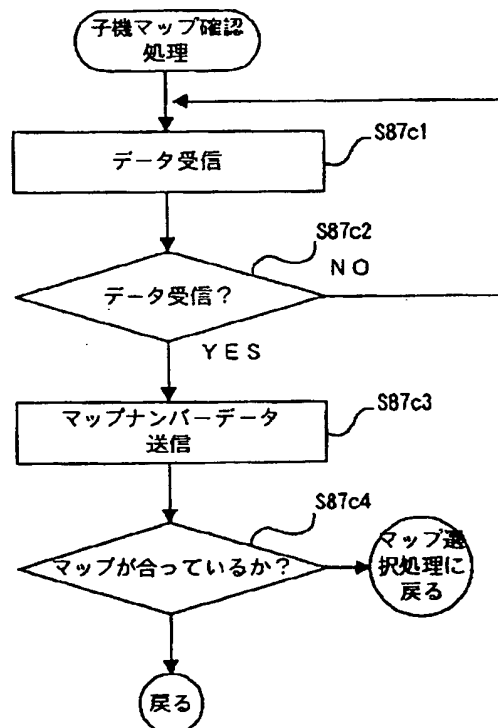 子機マップ確認
処理
データ受信
S87c1
データ受信？
S87c2
NO
YES
マップナンバーデータ
送信
S87c3
マップが合っているか？
S87c4
マップ選
択処理に
戻る
戻る